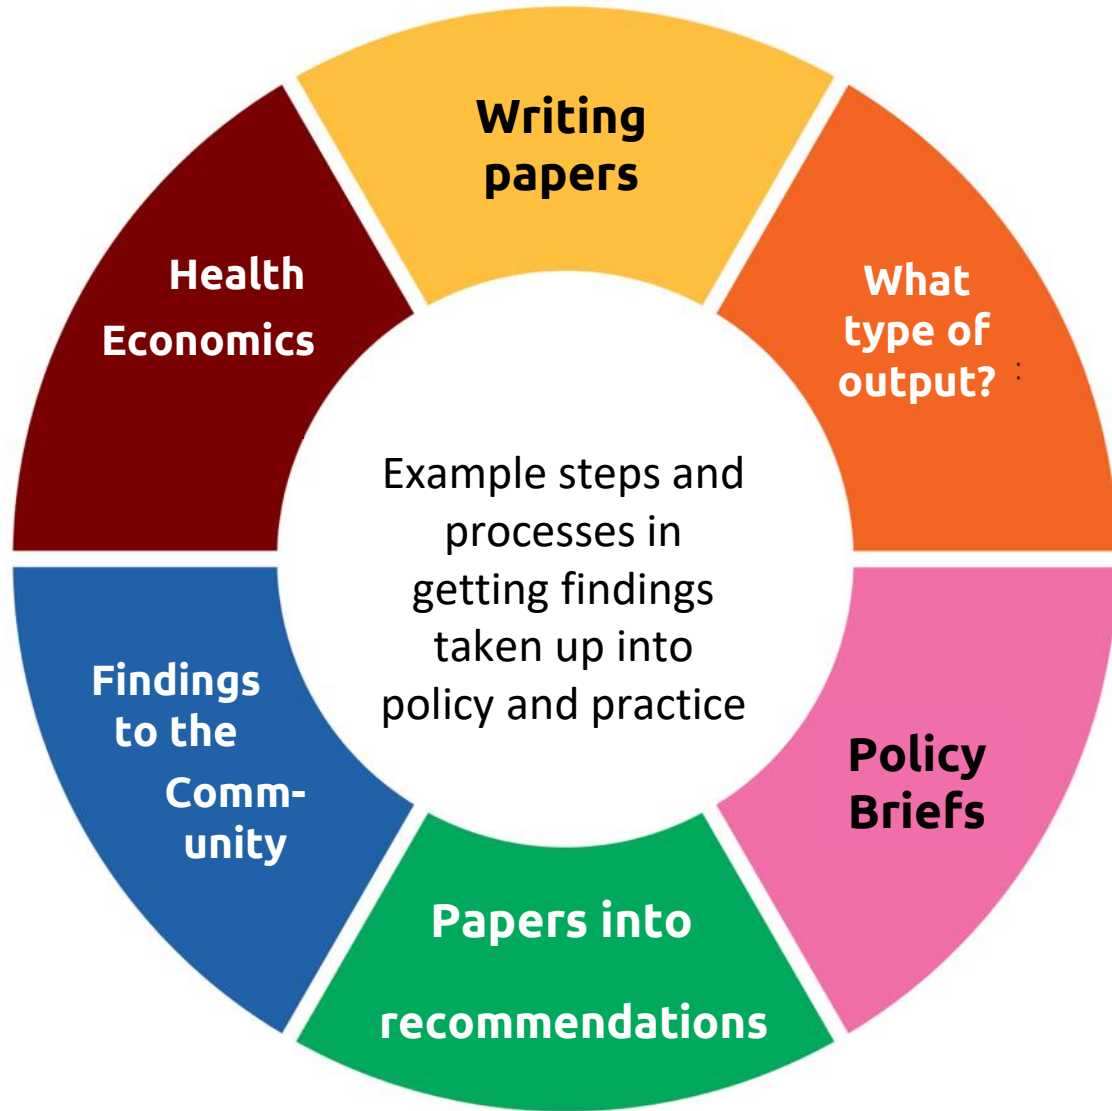 Writing
papers
What
type of
output? :
Policy
Briefs
Papers into
recommendations
Findings
to the
Comm-
unity
Health
Economics
Example steps and
processes in
getting findings
taken up into
policy and practice